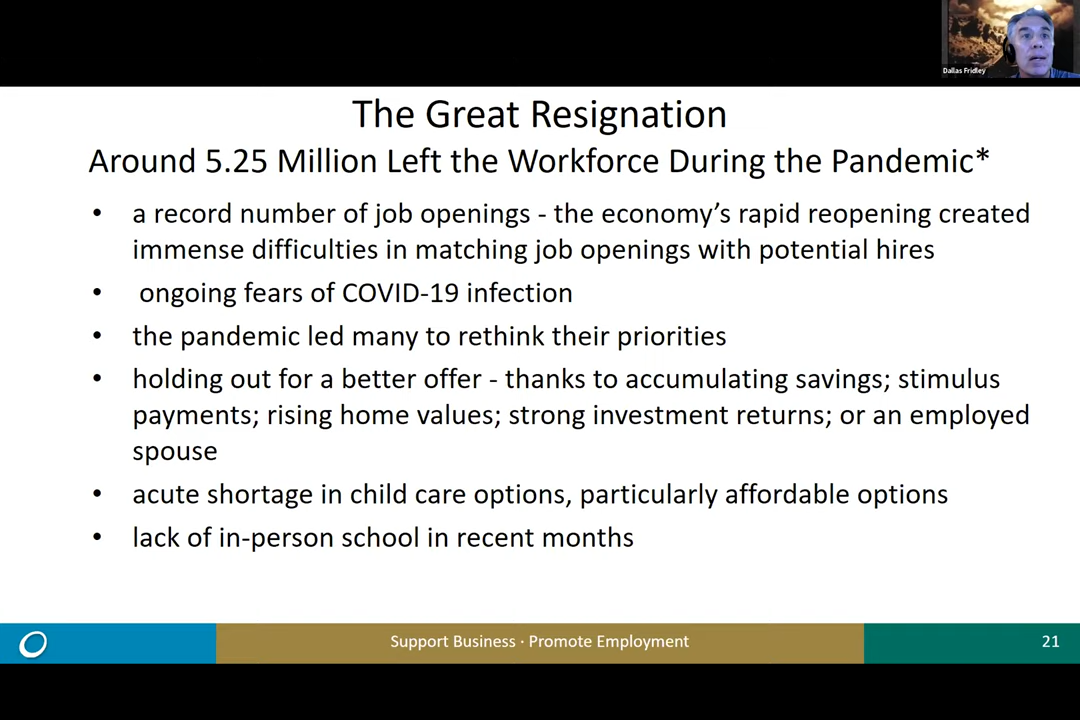 Dallas Fridley
The Great Resignation
Around 5.25 Million Left the Workforce During the Pandemic*
• a record number of job openings - the economy’s rapid reopening created
immense difficulties in matching job openings with potential hires
• ongoing fears of COVID-19 infection
• the pandemic led many to rethink their priorities
• holding out for a better offer - thanks to accumulating savings; stimulus
payments; rising home values; strong investment returns; or an employed
spouse
• acute shortage in child care options, particularly affordable options
• lack of in-person school in recent months
Support Business · Promote Employment
21